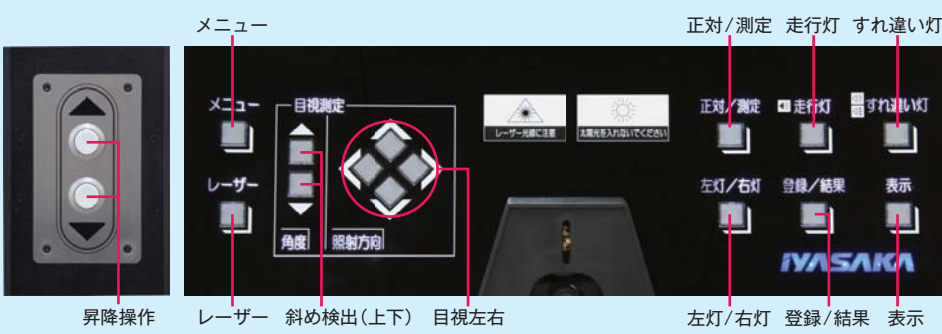 メニュー
正対/測定 走行灯 すれ違い灯
メニュー
目視測定
レーザー光線に注意
太陽光を入れないでください
正対/測定
走行灯
すれ違い灯
レーザー
左灯/右灯
登録/結果
表示
角度
照射方向
IYASAKA
昇降操作 レーザー 斜め検出(上下) 目視左右 左灯/右灯 登録/結果 表示